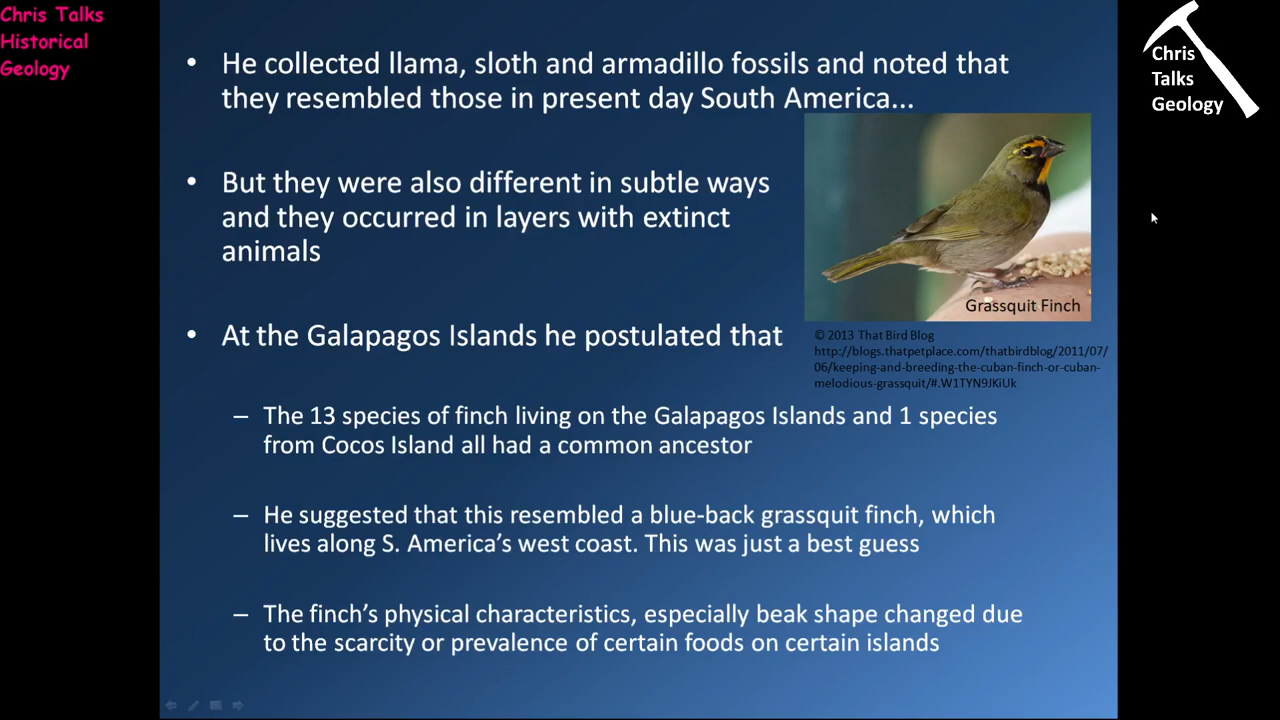 Chris Talks
Historical
Geology
Chris
Talks
Geology
• He collected llama, sloth and armadillo fossils and noted that
they resembled those in present day South America...
• But they were also different in subtle ways
and they occurred in layers with extinct
animals
Grassquit Finch
© 2013 That Bird Blog
http://blogs.thatpetplace.com/thatbirdblog/2011/07/
06/keeping-and-breeding-the-cuban-finch-or-cuban-
melodious-grassquit/#.W1TYN9JKiUk
• At the Galapagos Islands he postulated that
– The 13 species of finch living on the Galapagos Islands and 1 species
from Cocos Island all had a common ancestor
– He suggested that this resembled a blue-back grassquit finch, which
lives along S. America's west coast. This was just a best guess
– The finch's physical characteristics, especially beak shape changed due
to the scarcity or prevalence of certain foods on certain islands